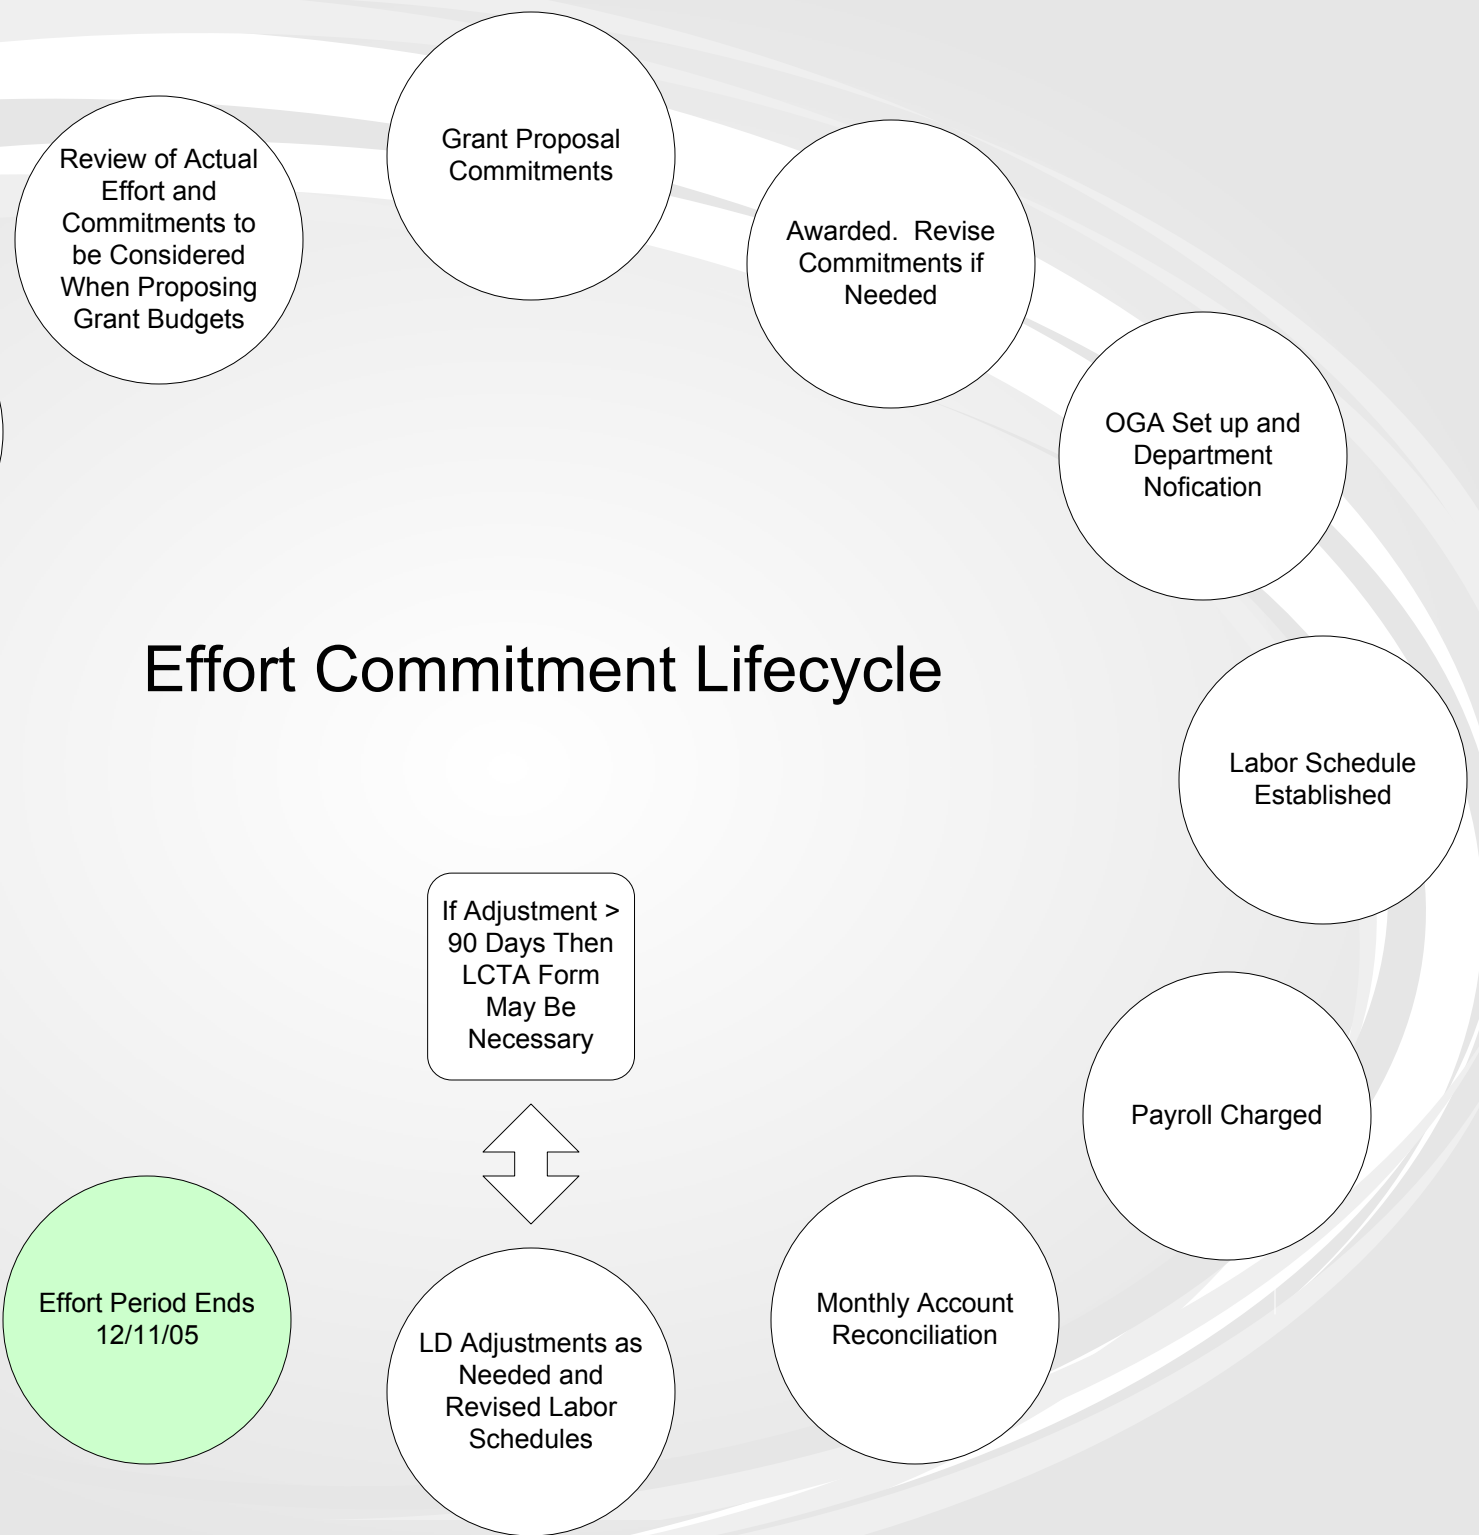 Grant Proposal
Commitments
Review of Actual
Effort and
Commitments to
be Considered
When Proposing
Grant Budgets
Awarded.  Revise
Commitments if
Needed
OGA Set up and
Department
Nofication
Effort Commitment Lifecycle
Labor Schedule
Established
If Adjustment >
90 Days Then
LCTA Form
May Be
Necessary
Payroll Charged
Effort Period Ends
12/11/05
LD Adjustments as
Needed and
Revised Labor
Schedules
Monthly Account
Reconciliation